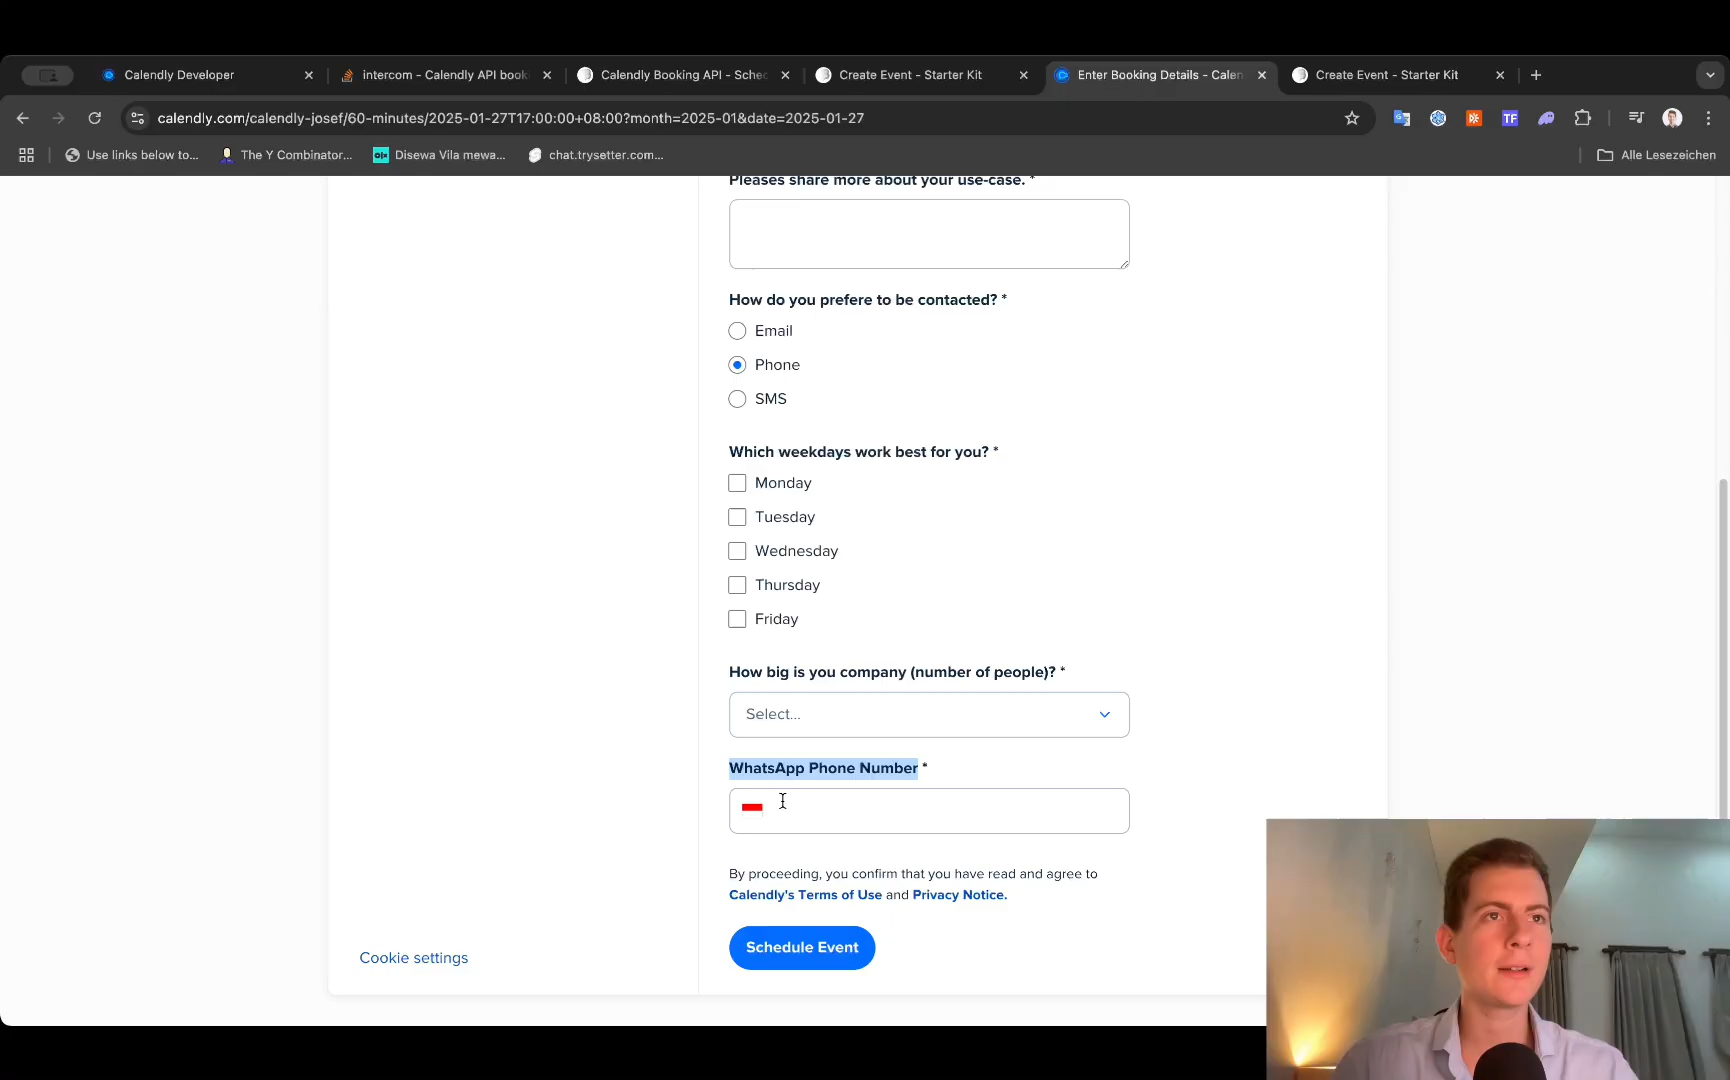 Calendly Developer
intercom - Calendly API book
Calendly Booking API - Sched
Create Event - Starter Kit
Enter Booking Details - Calen
Create Event - Starter Kit
calendly.com/calendly-josef/60-minutes/2025-01-27T17:00:00+08:00?month=2025-01&date=2025-01-27
TF
Use links below to...
The Y Combinator...
olx
Disewa Vila mewa...
chat.trysetter.com...
Alle Lesezeichen
Pleases share more about your use-case. *
How do you prefere to be contacted? *
Email
Phone
SMS
Which weekdays work best for you? *
Monday
Tuesday
Wednesday
Thursday
Friday
How big is you company (number of people)? *
Select...
WhatsApp Phone Number *
By proceeding, you confirm that you have read and agree to
Calendly's Terms of Use and Privacy Notice.
Schedule Event
Cookie settings